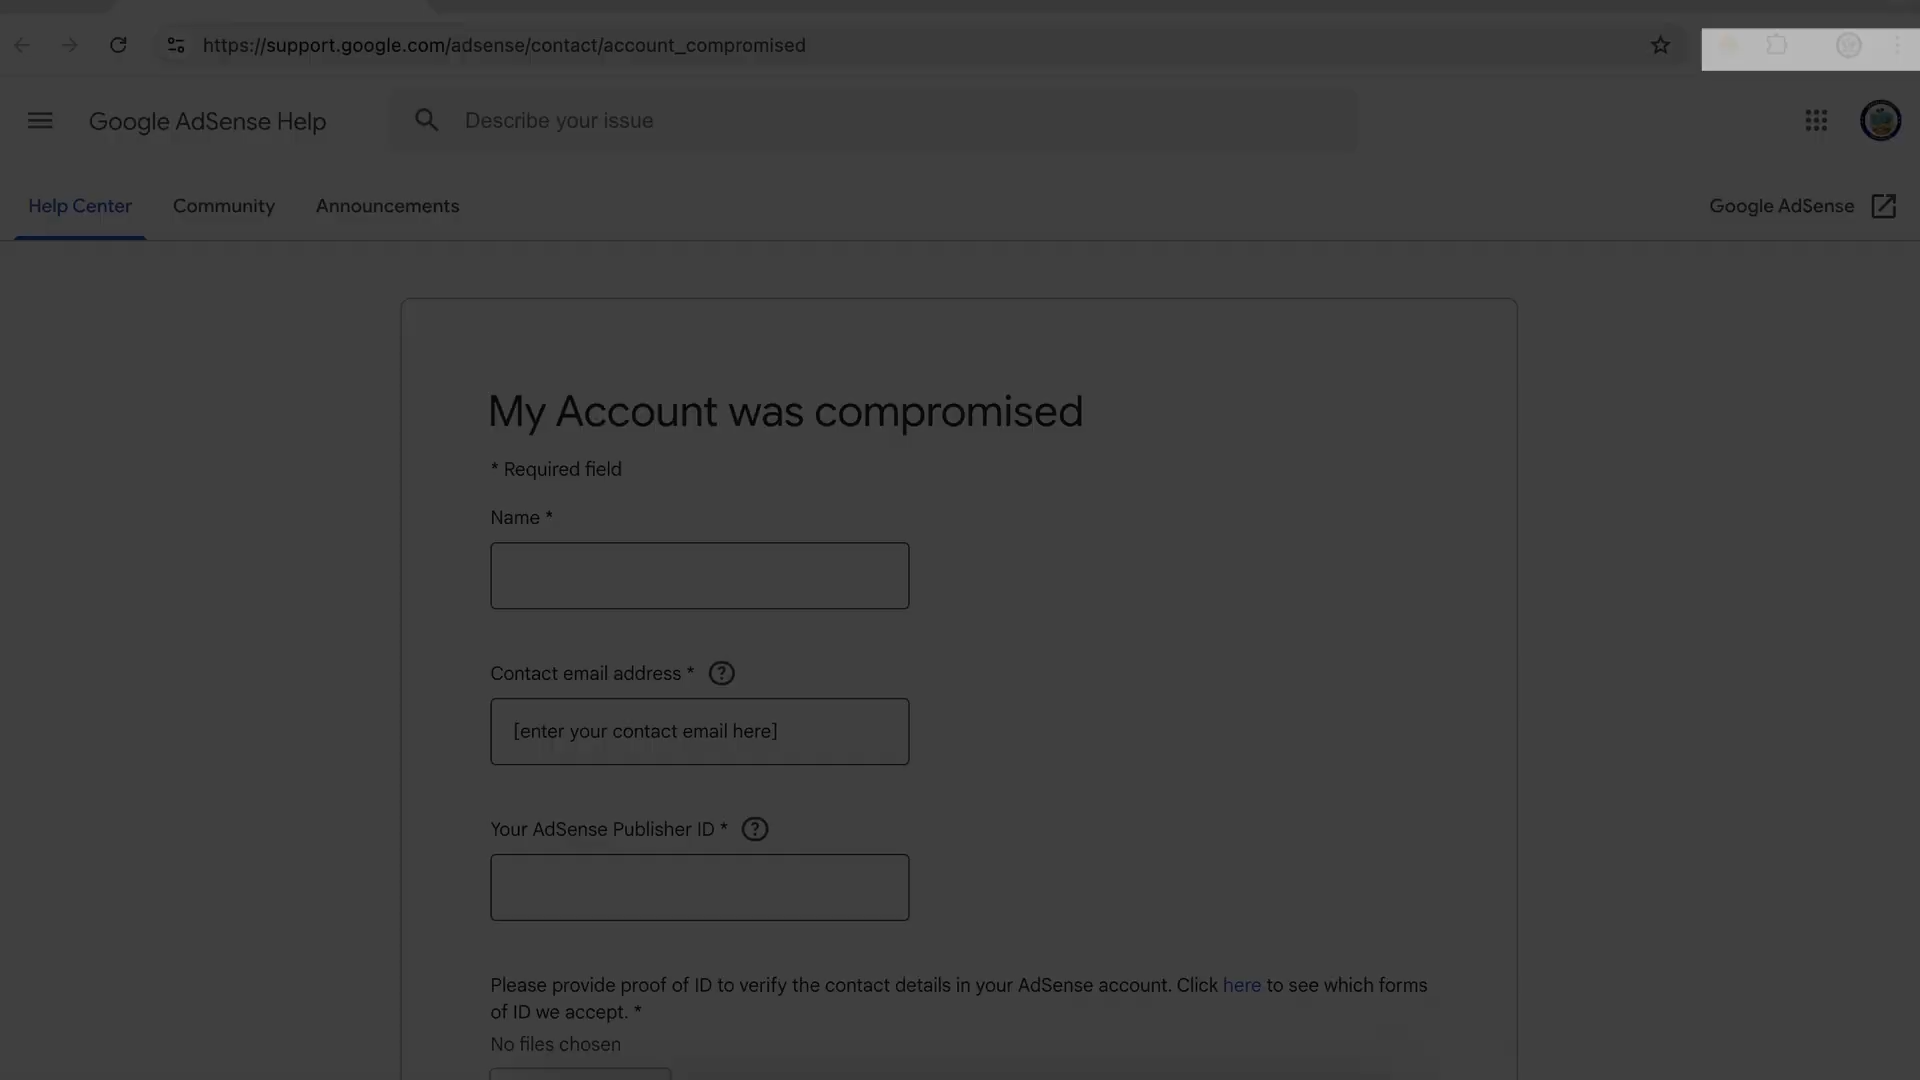 https://support.google.com/adsense/contact/account_compromised
Google AdSense Help
Describe your issue
Help Center
Community
Announcements
Google AdSense
My Account was compromised
* Required field
Name *
Contact email address *
[enter your contact email here]
Your AdSense Publisher ID *
Please provide proof of ID to verify the contact details in your AdSense account. Click here to see which forms
of ID we accept. *
No files chosen